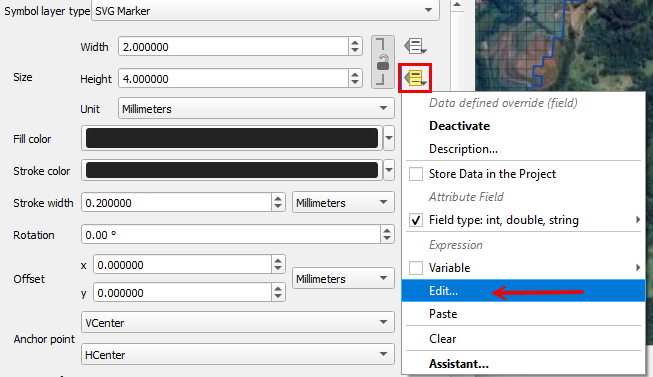 Symbol layer type SVG Marker
Width 2.000000
Size
Height 4.000000
Unit Millimeters
Fill color
Stroke color
Stroke width 0.200000 Millimeters
Rotation 0.00 °
Offset
x 0.000000
Millimeters
y 0.000000
Anchor point
VCenter
HCenter
Data defined override (field)
Deactivate
Description...
Store Data in the Project
Attribute Field
Field type: int, double, string
Expression
Variable
Edit...
Paste
Clear
Assistant...